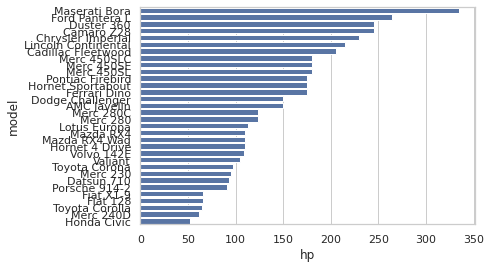 Maserati Bora
Ford Pantera L
Duster 360
Camaro Z28
Chrysler Imperial
Lincoln Continental
Cadillac Fleetwood
Merc 450SLC
Merc 450SE
Merc 450SL
Pontiac Firebird
Hornet Sportabout
Ferrari Dino
Dodge Challenger
AMC Javelin
Merc 280C
Merc 280
Lotus Europa
Mazda RX4
Mazda RX4 Wag
Hornet 4 Drive
Volvo 142E
Valiant
Toyota Corona
Merc 230
Datsun 710
Porsche 914-2
Fiat X1-9
Fiat 128
Toyota Corolla
Merc 240D
Honda Civic
model
0 50 100 150 200 250 300 350
hp